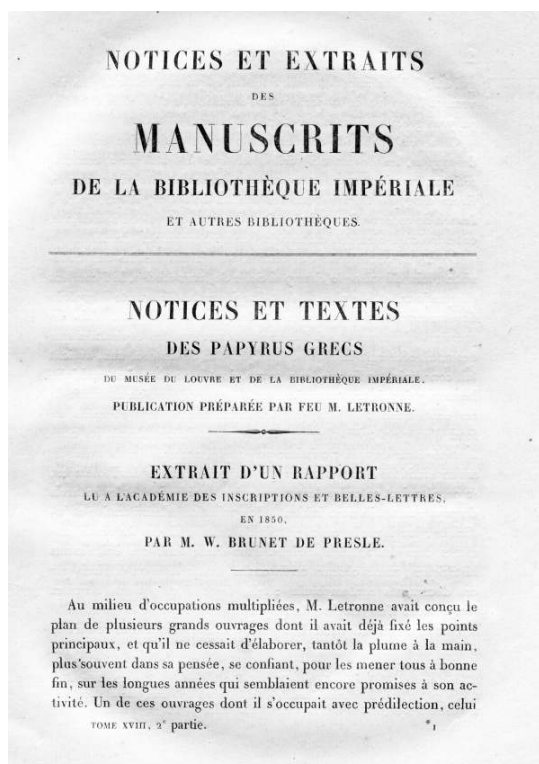 NOTICES ET EXTRAITS
DES
MANUSCRITS
DE LA BIBLIOTHÈQUE IMPÉRIALE
ET AUTRES BIBLIOTHÈQUES.
NOTICES ET TEXTES
DES PAPYRUS GRECS
DU MUSÉE DU LOUVRE ET DE LA BIBLIOTHÈQUE IMPÉRIALE.
PUBLICATION PRÉPARÉE PAR FEU M. LETRONNE.
EXTRAIT D'UN RAPPORT
LU A L'ACADÉMIE DES INSCRIPTIONS ET BELLES-LETTRES,
EN 1850,
PAR M. W. BRUNET DE PRESLE.
Au milieu d'occupations multipliées, M. Letronne avait conçu le
plan de plusieurs grands ouvrages dont il avait déjà fixé les points
principaux, et qu'il ne cessait d'élaborer, tantôt la plume à la main,
plus souvent dans sa pensée, se confiant, pour les mener tous à bonne
fin, sur les longues années qui semblaient encore promises à son ac-
tivité. Un de ces ouvrages dont il s'occupait avec prédilection, celui
TOME XVIII, 2e partie. *1